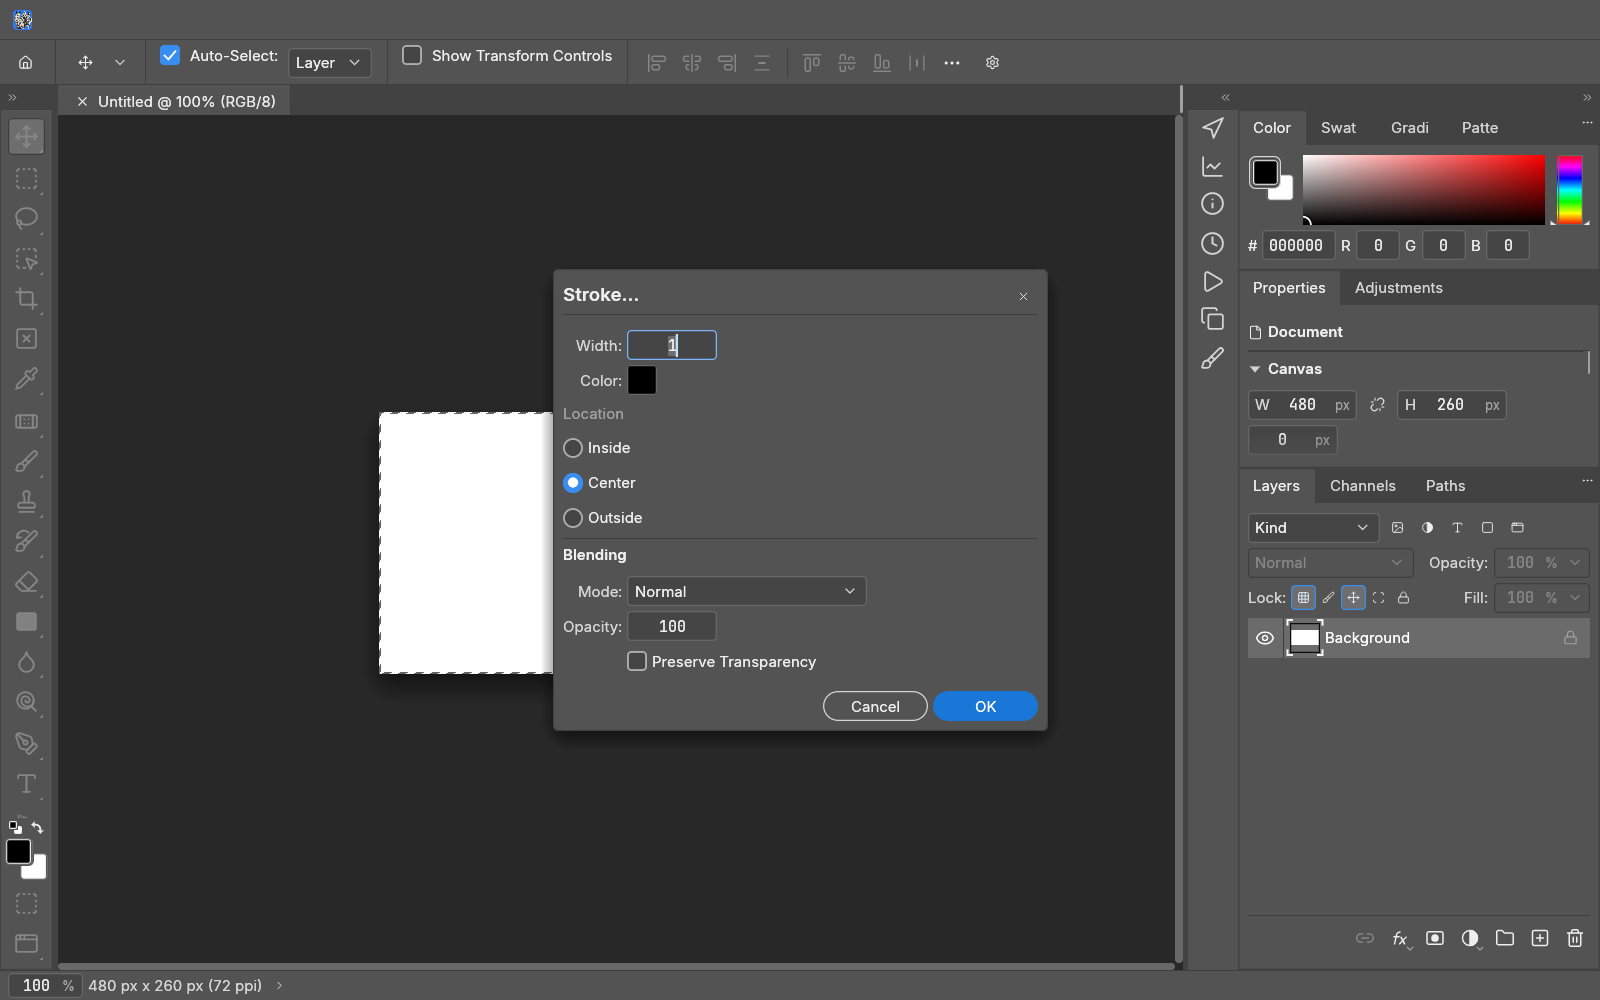 Auto-Select:
Layer
Show Transform Controls
Untitled @ 100% (RGB/8)
Color
Swat
Gradi
Patte
# 000000 R 0 G 0 B 0
Properties
Adjustments
Document
Canvas
W 480 px
H 260 px
0 px
Layers
Channels
Paths
Kind
Normal
Opacity: 100 %
Lock:
Fill: 100 %
Background
Stroke...
Width: 1
Color:
Location
Inside
Center
Outside
Blending
Mode: Normal
Opacity: 100
Preserve Transparency
Cancel
OK
100 %
480 px x 260 px (72 ppi)